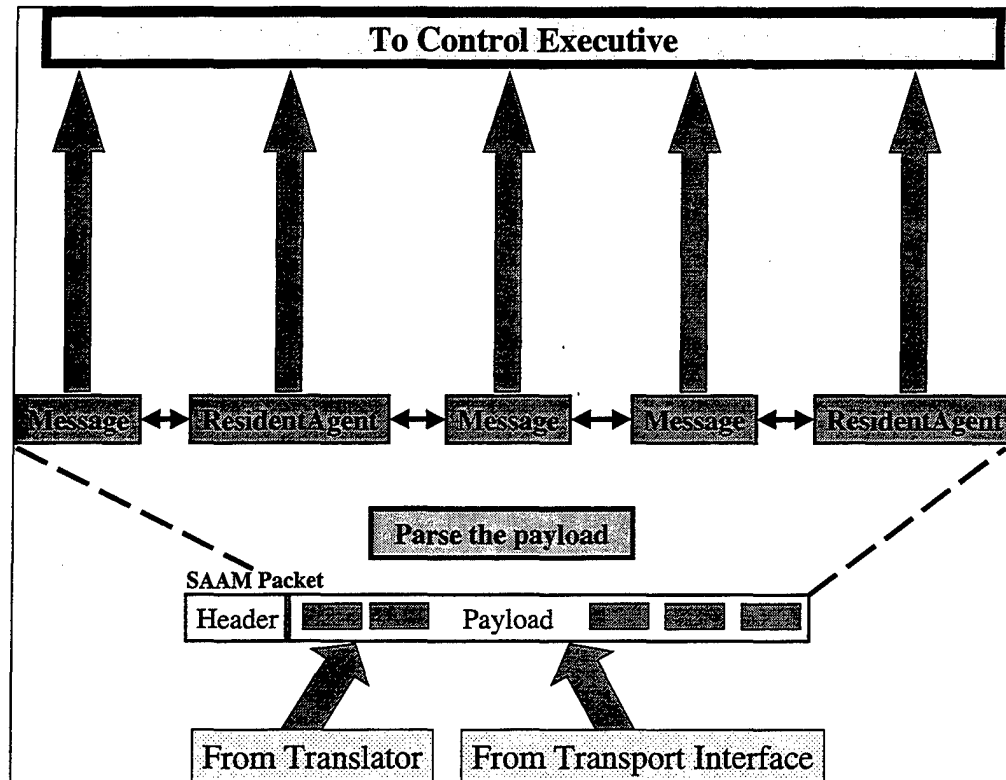 To Control Executive
Message ResidentAgent Message Message ResidentAgent
Parse the payload
SAAM Packet
Header Payload
From Translator From Transport Interface